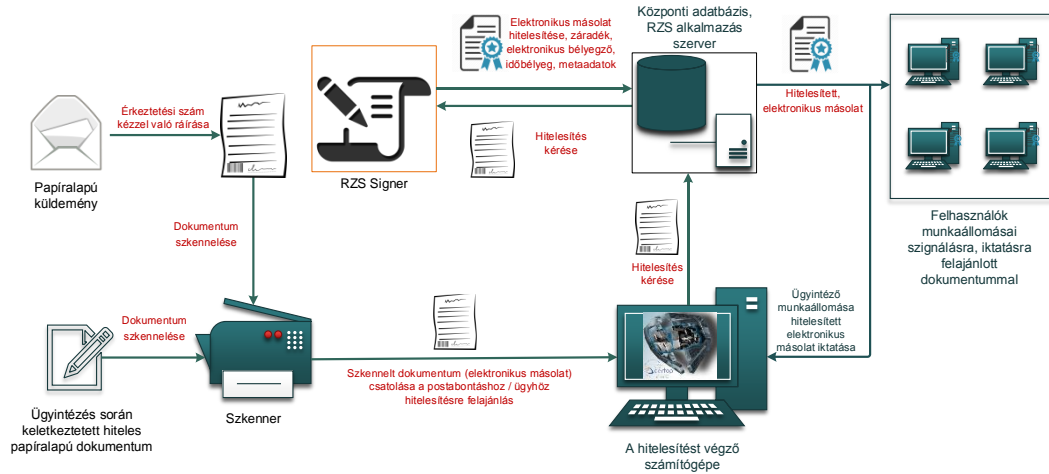 Elektronikus másolat
hitelesítése, záradék,
elektronikus bélyegző,
időbélyeg, metaadatok
Központi adatbázis,
RZS alkalmazás
szerver
Érkeztetési szám
kézzel való ráírása
Hitelesített,
elektronikus másolat
Hitelesítés
kérése
Papíralapú
küldemény
RZS Signer
Felhasználók
munkaállomásai
szignálásra, iktatásra
felajánlott
dokumentummal
Dokumentum
szkennelése
Hitelesítés
kérése
Ügyintéző
munkaállomása
hitelesített
elektronikus
másolat iktatása
Dokumentum
szkennelése
Szkennelt dokumentum (elektronikus másolat)
csatolása a postabontáshoz / ügyhöz
hitelesítésre felajánlás
Ügyintézés során
keletkeztetett hiteles
papíralapú dokumentum
Szkenner
A hitelesítést végző
számítógépe